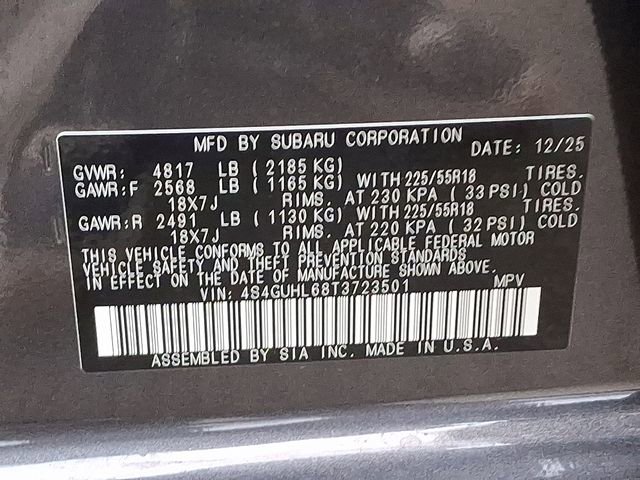 MFD BY SUBARU CORPORATION DATE: 12/25
GVWR: 4817 LB (2185 KG)
GAWR:F 2568 LB (1165 KG) WITH 225/55R18 TIRES.
18X7J RIMS. AT 230 KPA (33 PSI) COLD
GAWR:R 2491 LB (1130 KG) WITH 225/55R18 TIRES.
18X7J RIMS. AT 220 KPA (32 PSI) COLD
THIS VEHICLE CONFORMS TO ALL APPLICABLE FEDERAL MOTOR
VEHICLE SAFETY AND THEFT PREVENTION STANDARDS
IN EFFECT ON THE DATE OF MANUFACTURE SHOWN ABOVE.
VIN: 4S4GUHL68T3723501 MPV
ASSEMBLED BY SIA INC. MADE IN U.S.A.